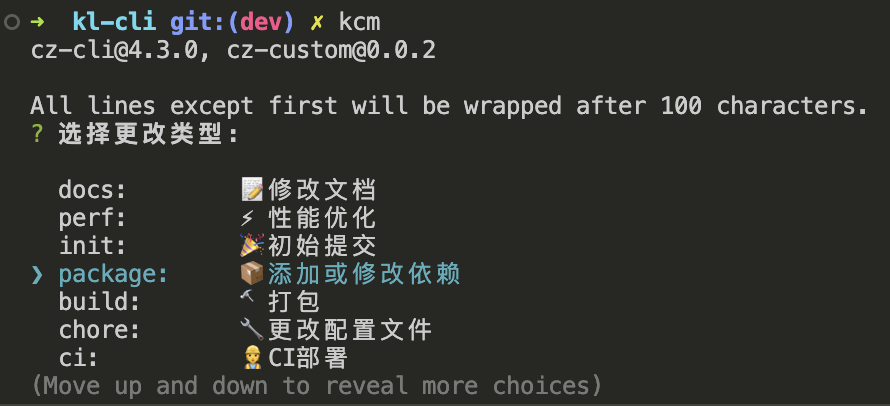 ➜ kl-cli git:(dev) ✗ kcm
cz-cli@4.3.0, cz-custom@0.0.2
All lines except first will be wrapped after 100 characters.
? 选择更改类型:
docs: 📝修改文档
perf: ⚡ 性能优化
init: 🎉初始提交
❯ package: 📦添加或修改依赖
build: 🔨 打包
chore: 🔧更改配置文件
ci: 👷CI部署
(Move up and down to reveal more choices)